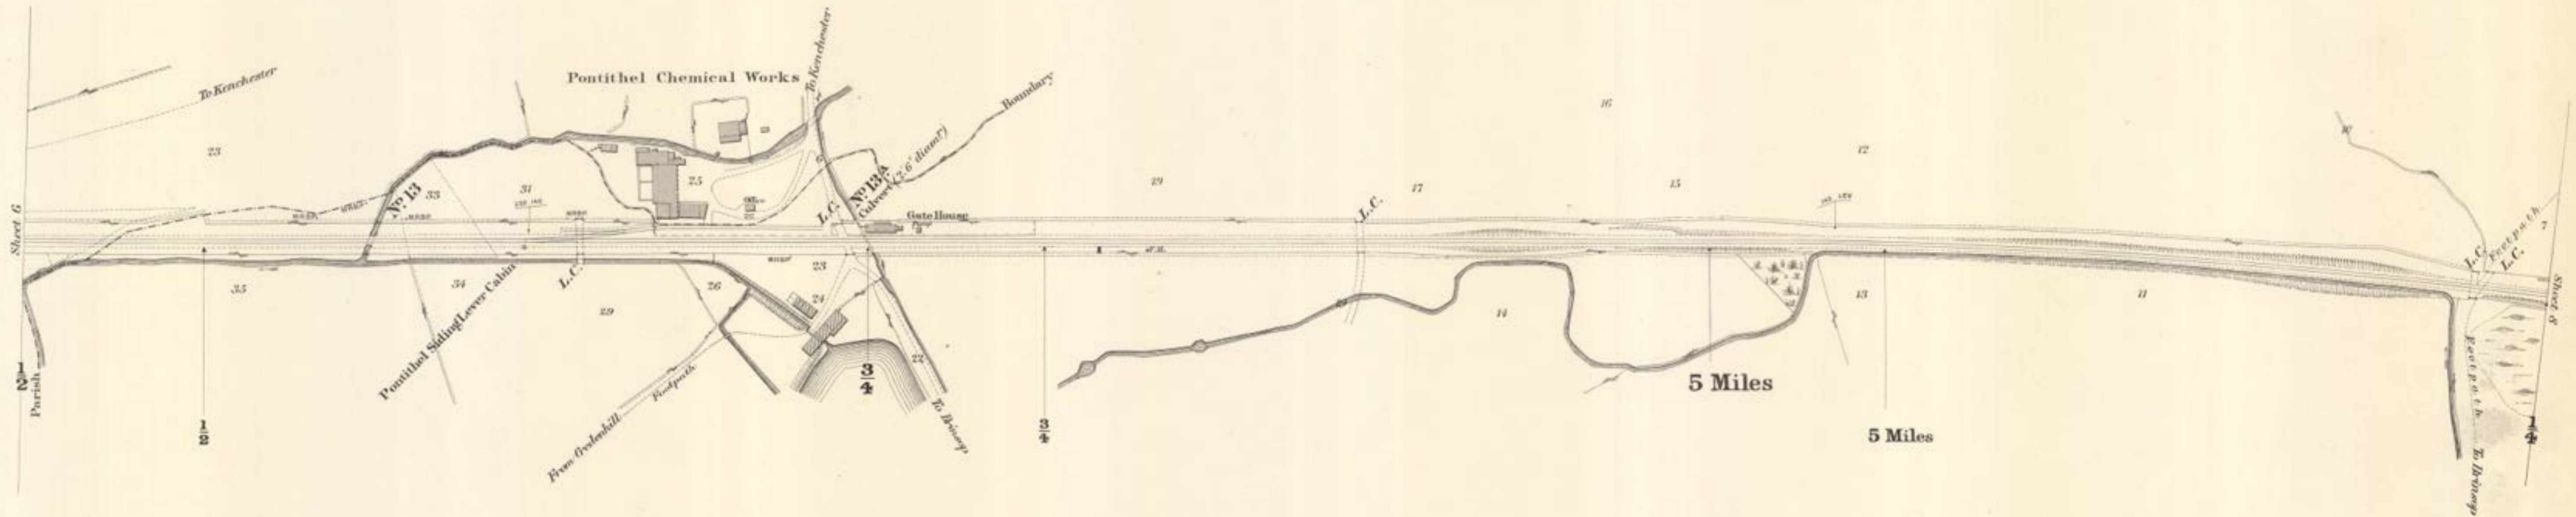 Sheet 6
To Kenchester
23
Pontithel Chemical Works
To Kenchester
Boundary
Nº 13
33
31
25
L.C.
Nº 13A
Culvert (2' 6" diamr)
Gate House
19
17
L.C.
16
15
12
10
Footpath
7
L.C.
L.C.
Sheet 8
35
34
Pontithel Siding Lever Cabin
L.C.
29
26
23
24
22
14
13
11
1/2
Parish
1/2
From Credenhill
Footpath
3/4
To Brinsop
3/4
5 Miles
5 Miles
Footpath
To Brinsop
1/4